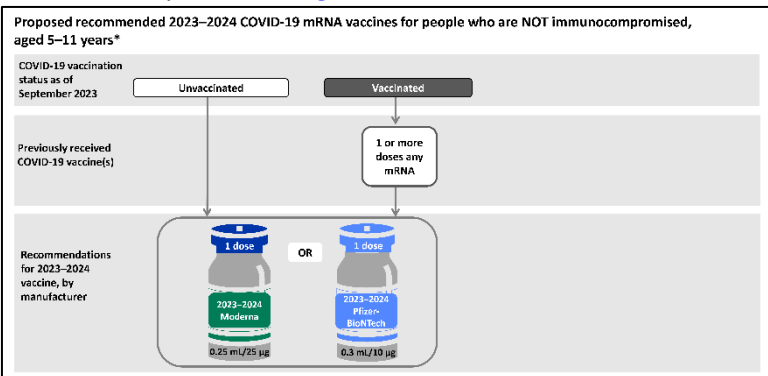 Proposed recommended 2023–2024 COVID-19 mRNA vaccines for people who are NOT immunocompromised,
aged 5–11 years*
COVID-19 vaccination
status as of
September 2023
Unvaccinated
Vaccinated
Previously received
COVID-19 vaccine(s)
1 or more
doses any
mRNA
Recommendations
for 2023–2024
vaccine, by
manufacturer
1 dose
OR
1 dose
2023–2024
Moderna
2023–2024
Pfizer-
BioNTech
0.25 mL/25 µg
0.3 mL/10 µg